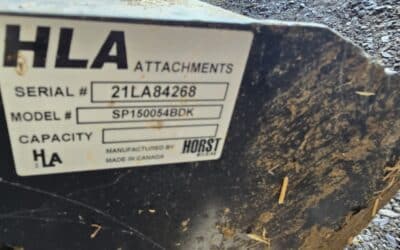 HLA ATTACHMENTS
SERIAL # 21LA84268
MODEL # SP150054BDK
CAPACITY
HLA
MANUFACTURED BY HORST
MADE IN CANADA